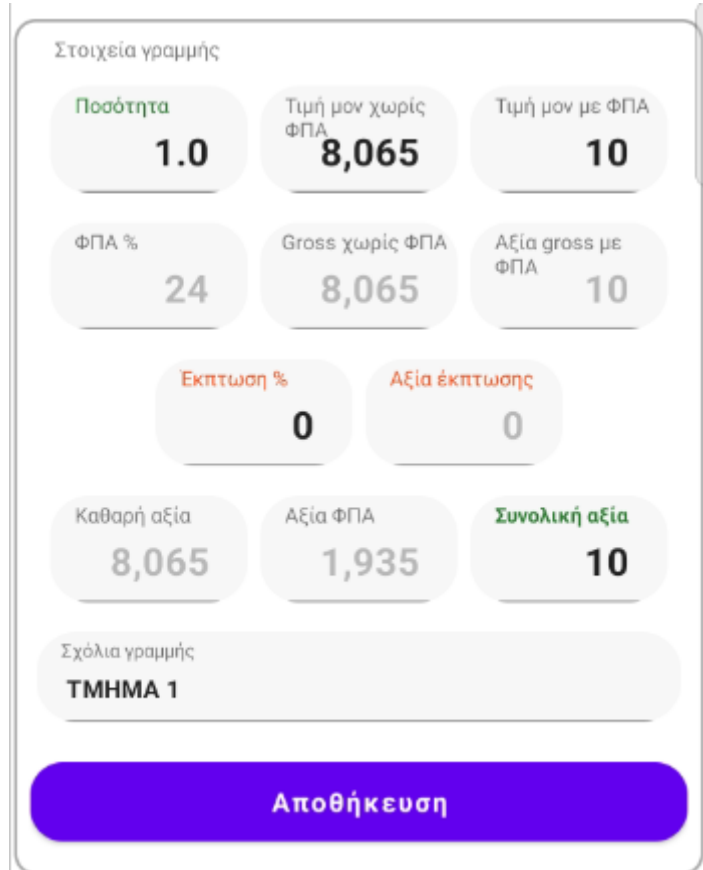 Στοιχεία γραμμής
Ποσότητα
1.0
Τιμή μον χωρίς
ΦΠΑ
8,065
Τιμή μον με ΦΠΑ
10
ΦΠΑ %
24
Gross χωρίς ΦΠΑ
8,065
Αξία gross με
ΦΠΑ
10
Έκπτωση %
0
Αξία έκπτωσης
0
Καθαρή αξία
8,065
Αξία ΦΠΑ
1,935
Συνολική αξία
10
Σχόλια γραμμής
ΤΜΗΜΑ 1
Αποθήκευση